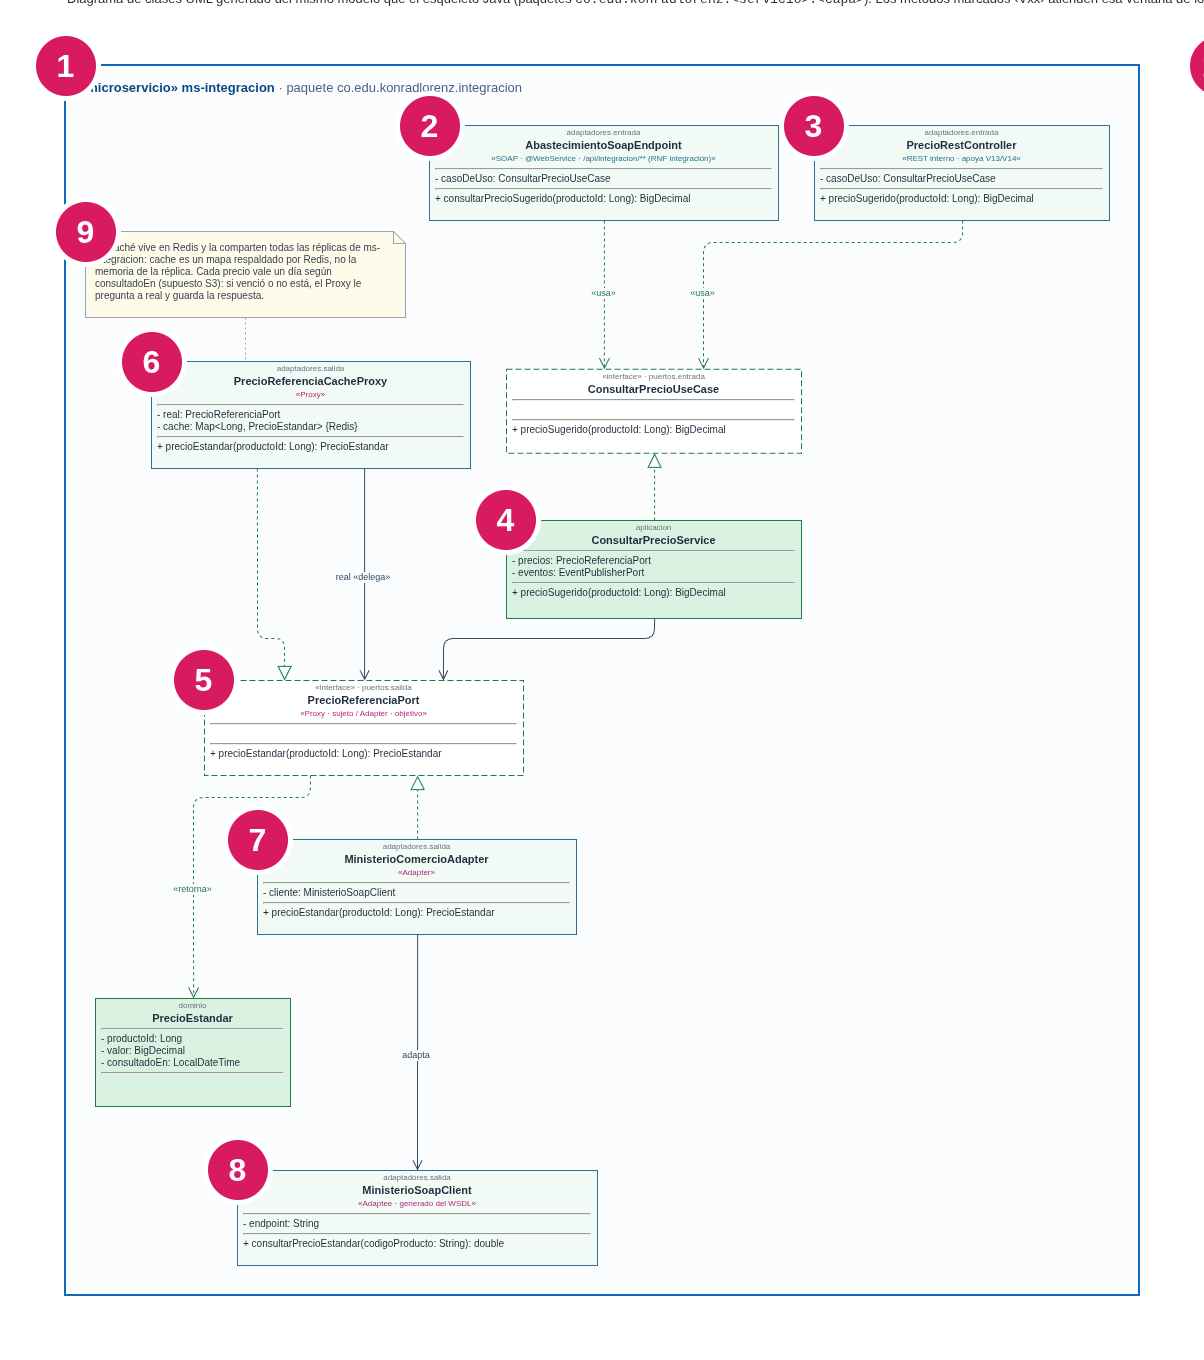 1
icroservicio» ms-integracion · paquete co.edu.konradlorenz.integracion
2
adaptadores.entrada
AbastecimientoSoapEndpoint
«SOAP · @WebService · /api/integracion/** (RNF integración)»
- casoDeUso: ConsultarPrecioUseCase
+ consultarPrecioSugerido(productoId: Long): BigDecimal
3
adaptadores.entrada
PrecioRestController
«REST interno · apoya V13/V14»
- casoDeUso: ConsultarPrecioUseCase
+ precioSugerido(productoId: Long): BigDecimal
9
aché vive en Redis y la comparten todas las réplicas de ms-
tegracion: cache es un mapa respaldado por Redis, no la
memoria de la réplica. Cada precio vale un día según
consultadoEn (supuesto S3): si venció o no está, el Proxy le
pregunta a real y guarda la respuesta.
«usa»
«usa»
6
adaptadores.salida
PrecioReferenciaCacheProxy
«Proxy»
- real: PrecioReferenciaPort
- cache: Map<Long, PrecioEstandar> {Redis}
+ precioEstandar(productoId: Long): PrecioEstandar
«interface» · puertos.entrada
ConsultarPrecioUseCase
+ precioSugerido(productoId: Long): BigDecimal
4
aplicacion
ConsultarPrecioService
- precios: PrecioReferenciaPort
- eventos: EventPublisherPort
+ precioSugerido(productoId: Long): BigDecimal
real «delega»
5
«interface» · puertos.salida
PrecioReferenciaPort
«Proxy · sujeto / Adapter · objetivo»
+ precioEstandar(productoId: Long): PrecioEstandar
7
adaptadores.salida
MinisterioComercioAdapter
«Adapter»
- cliente: MinisterioSoapClient
+ precioEstandar(productoId: Long): PrecioEstandar
«retorna»
dominio
PrecioEstandar
- productoId: Long
- valor: BigDecimal
- consultadoEn: LocalDateTime
adapta
8
adaptadores.salida
MinisterioSoapClient
«Adaptee · generado del WSDL»
- endpoint: String
+ consultarPrecioEstandar(codigoProducto: String): double